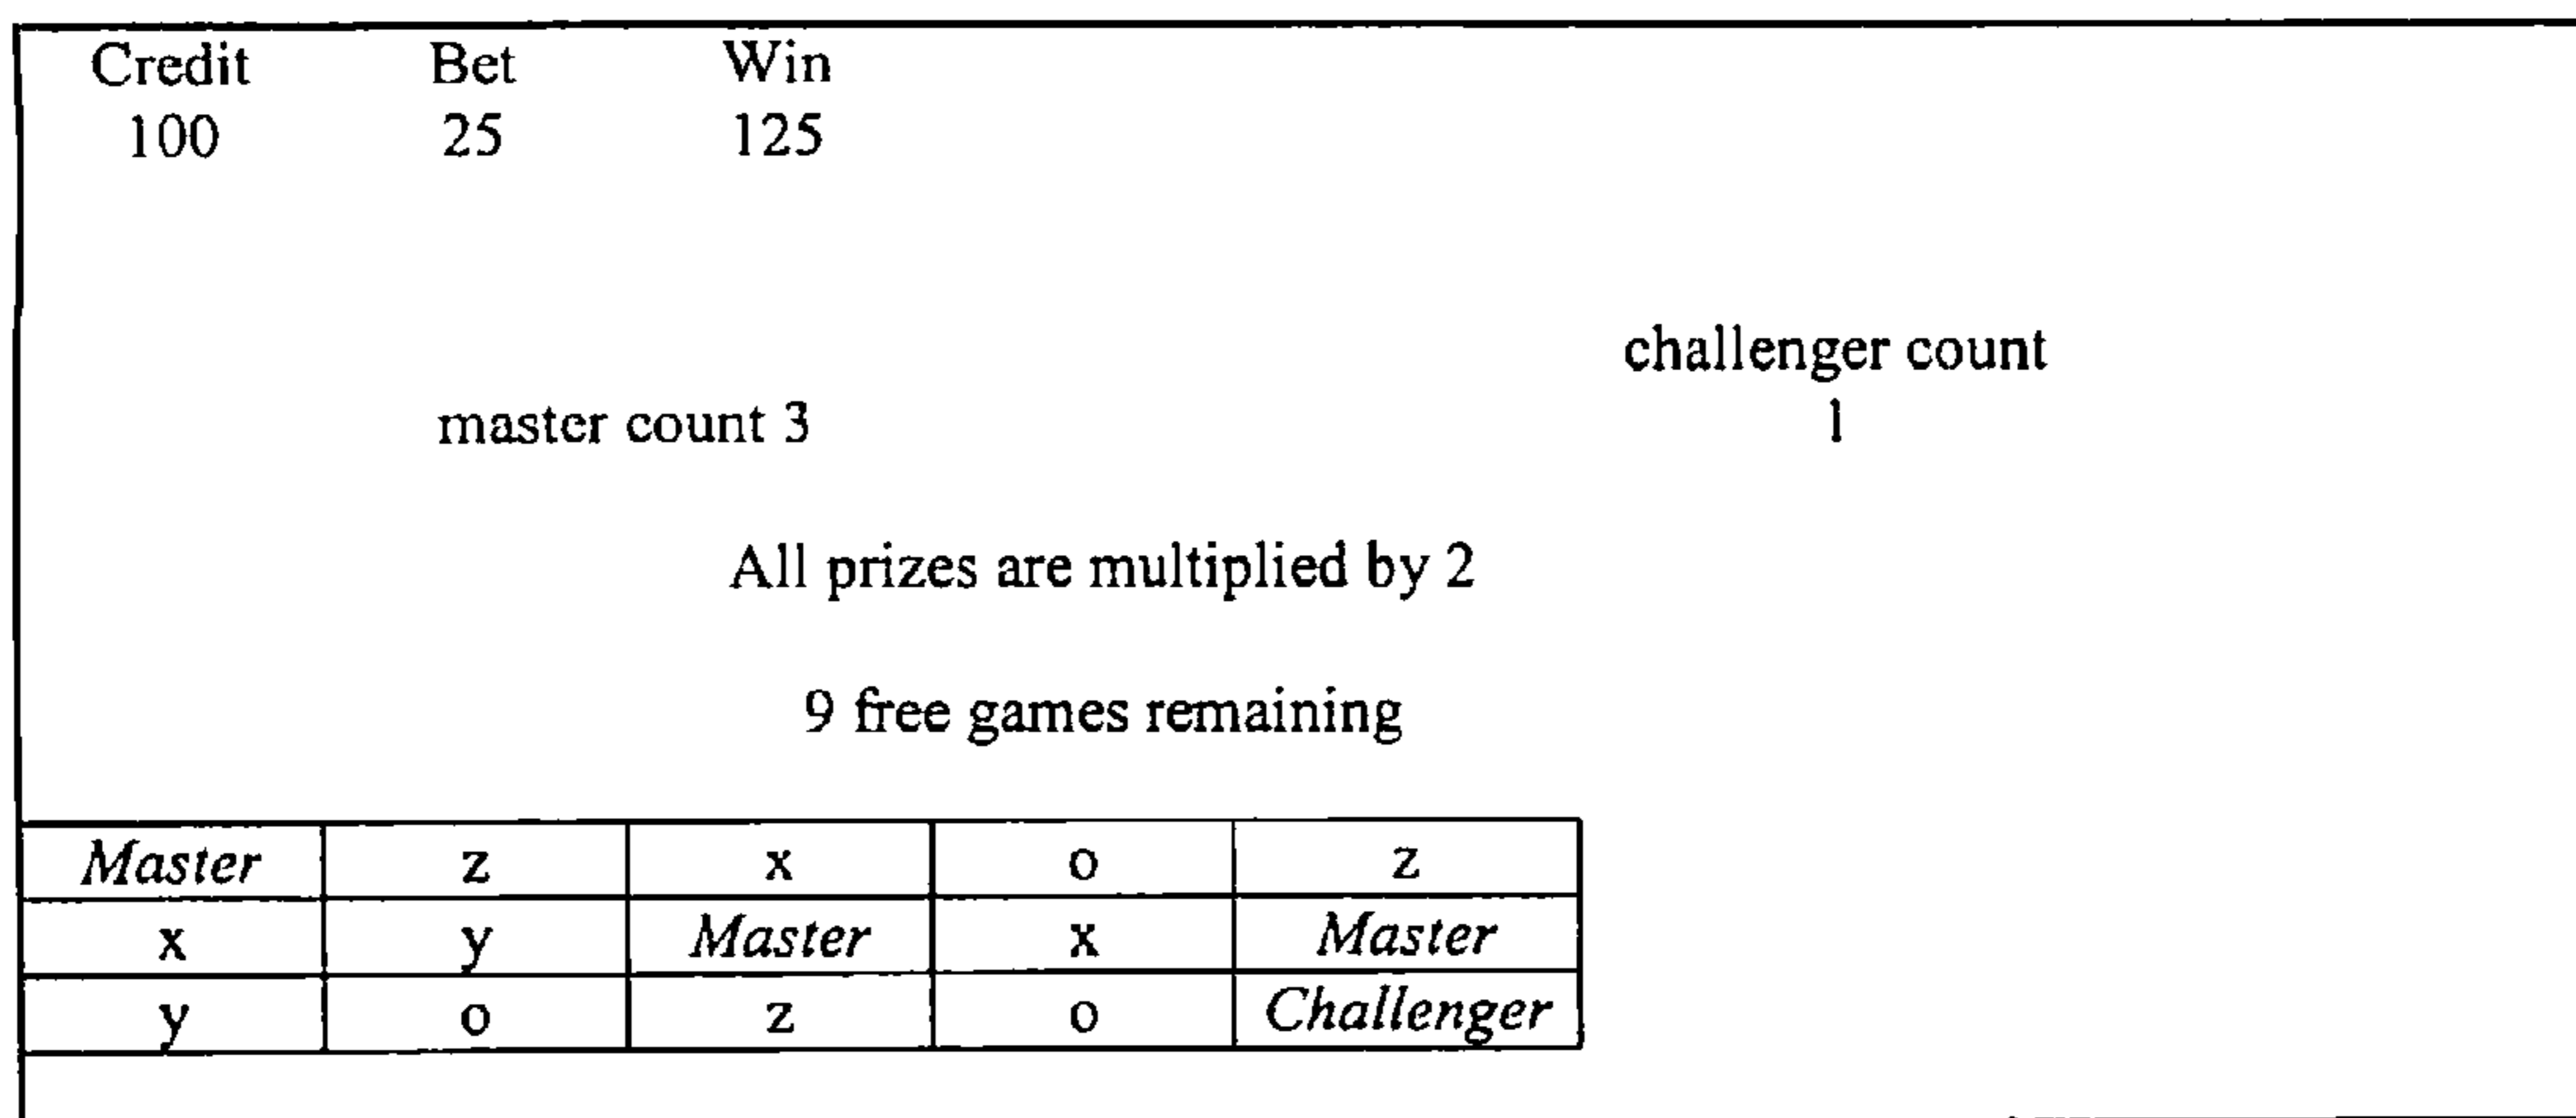 Credit Bet Win
100 25 125
challenger count
master count 3 1
All prizes are multiplied by 2
9 free games remaining
Master z x o z
x y Master x Master
y o z o Challenger